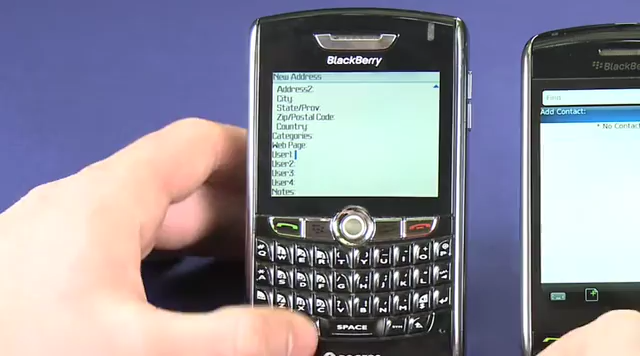 BlackBerry
New Address
Address2:
City:
State/Prov:
Zip/Postal Code:
Country:
Categories:
Web Page:
User1:
User2:
User3:
User4:
Notes:
SPACE
BlackBerry
Find:
Add Contact:
* No Contact